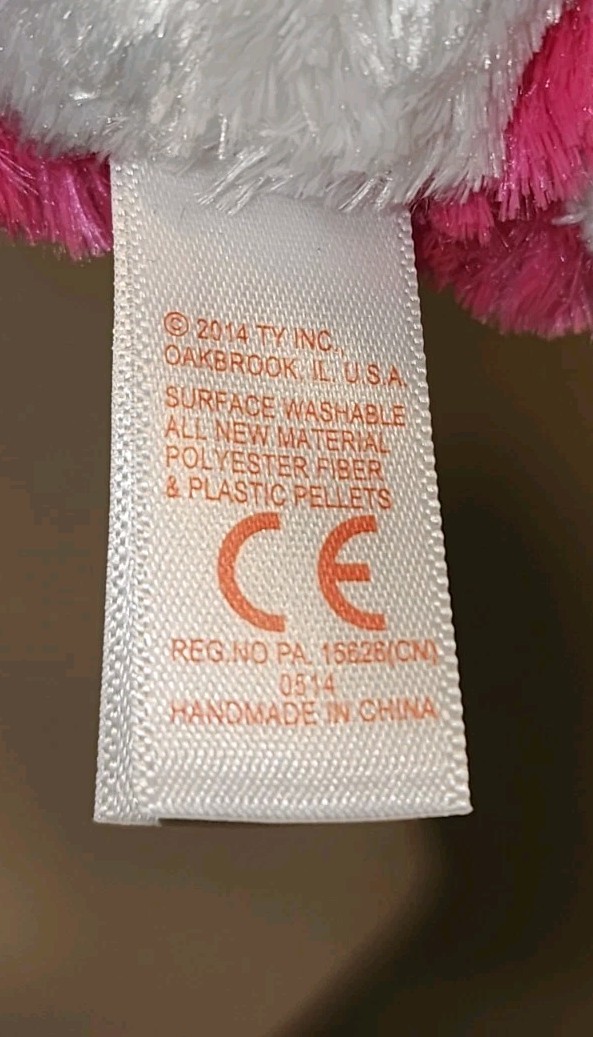 © 2014 TY INC.,
OAKBROOK, IL. U.S.A.
SURFACE WASHABLE
ALL NEW MATERIAL
POLYESTER FIBER
& PLASTIC PELLETS
CE
REG.NO PA. 15626(CN)
0514
HANDMADE IN CHINA